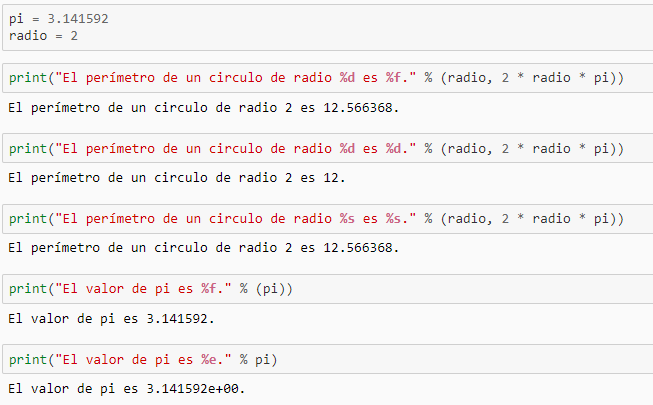 pi = 3.141592
radio = 2
print("El perímetro de un circulo de radio %d es %f." % (radio, 2 * radio * pi))
El perímetro de un circulo de radio 2 es 12.566368.
print("El perímetro de un circulo de radio %d es %d." % (radio, 2 * radio * pi))
El perímetro de un circulo de radio 2 es 12.
print("El perímetro de un circulo de radio %s es %s." % (radio, 2 * radio * pi))
El perímetro de un circulo de radio 2 es 12.566368.
print("El valor de pi es %f." % (pi))
El valor de pi es 3.141592.
print("El valor de pi es %e." % pi)
El valor de pi es 3.141592e+00.